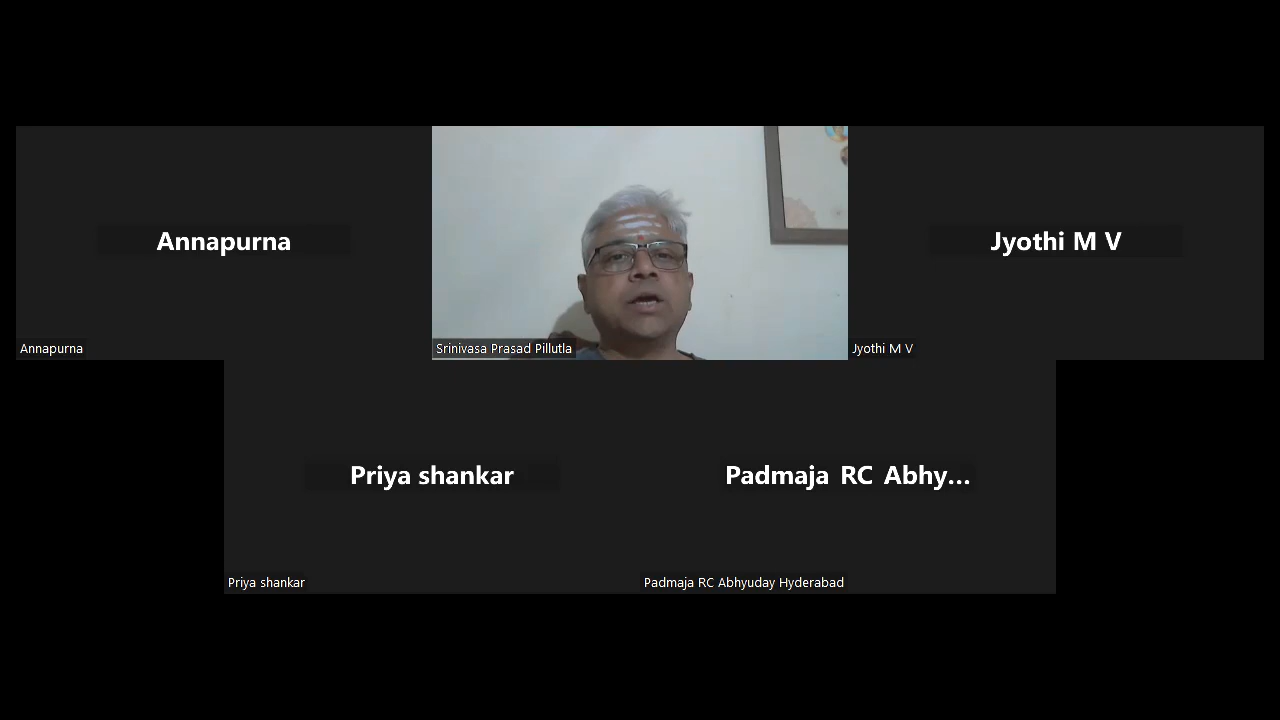 Annapurna
Annapurna
Srinivasa Prasad Pillutla
Jyothi M V
Jyothi M V
Priya shankar
Priya shankar
Padmaja RC Abhy...
Padmaja RC Abhyuday Hyderabad